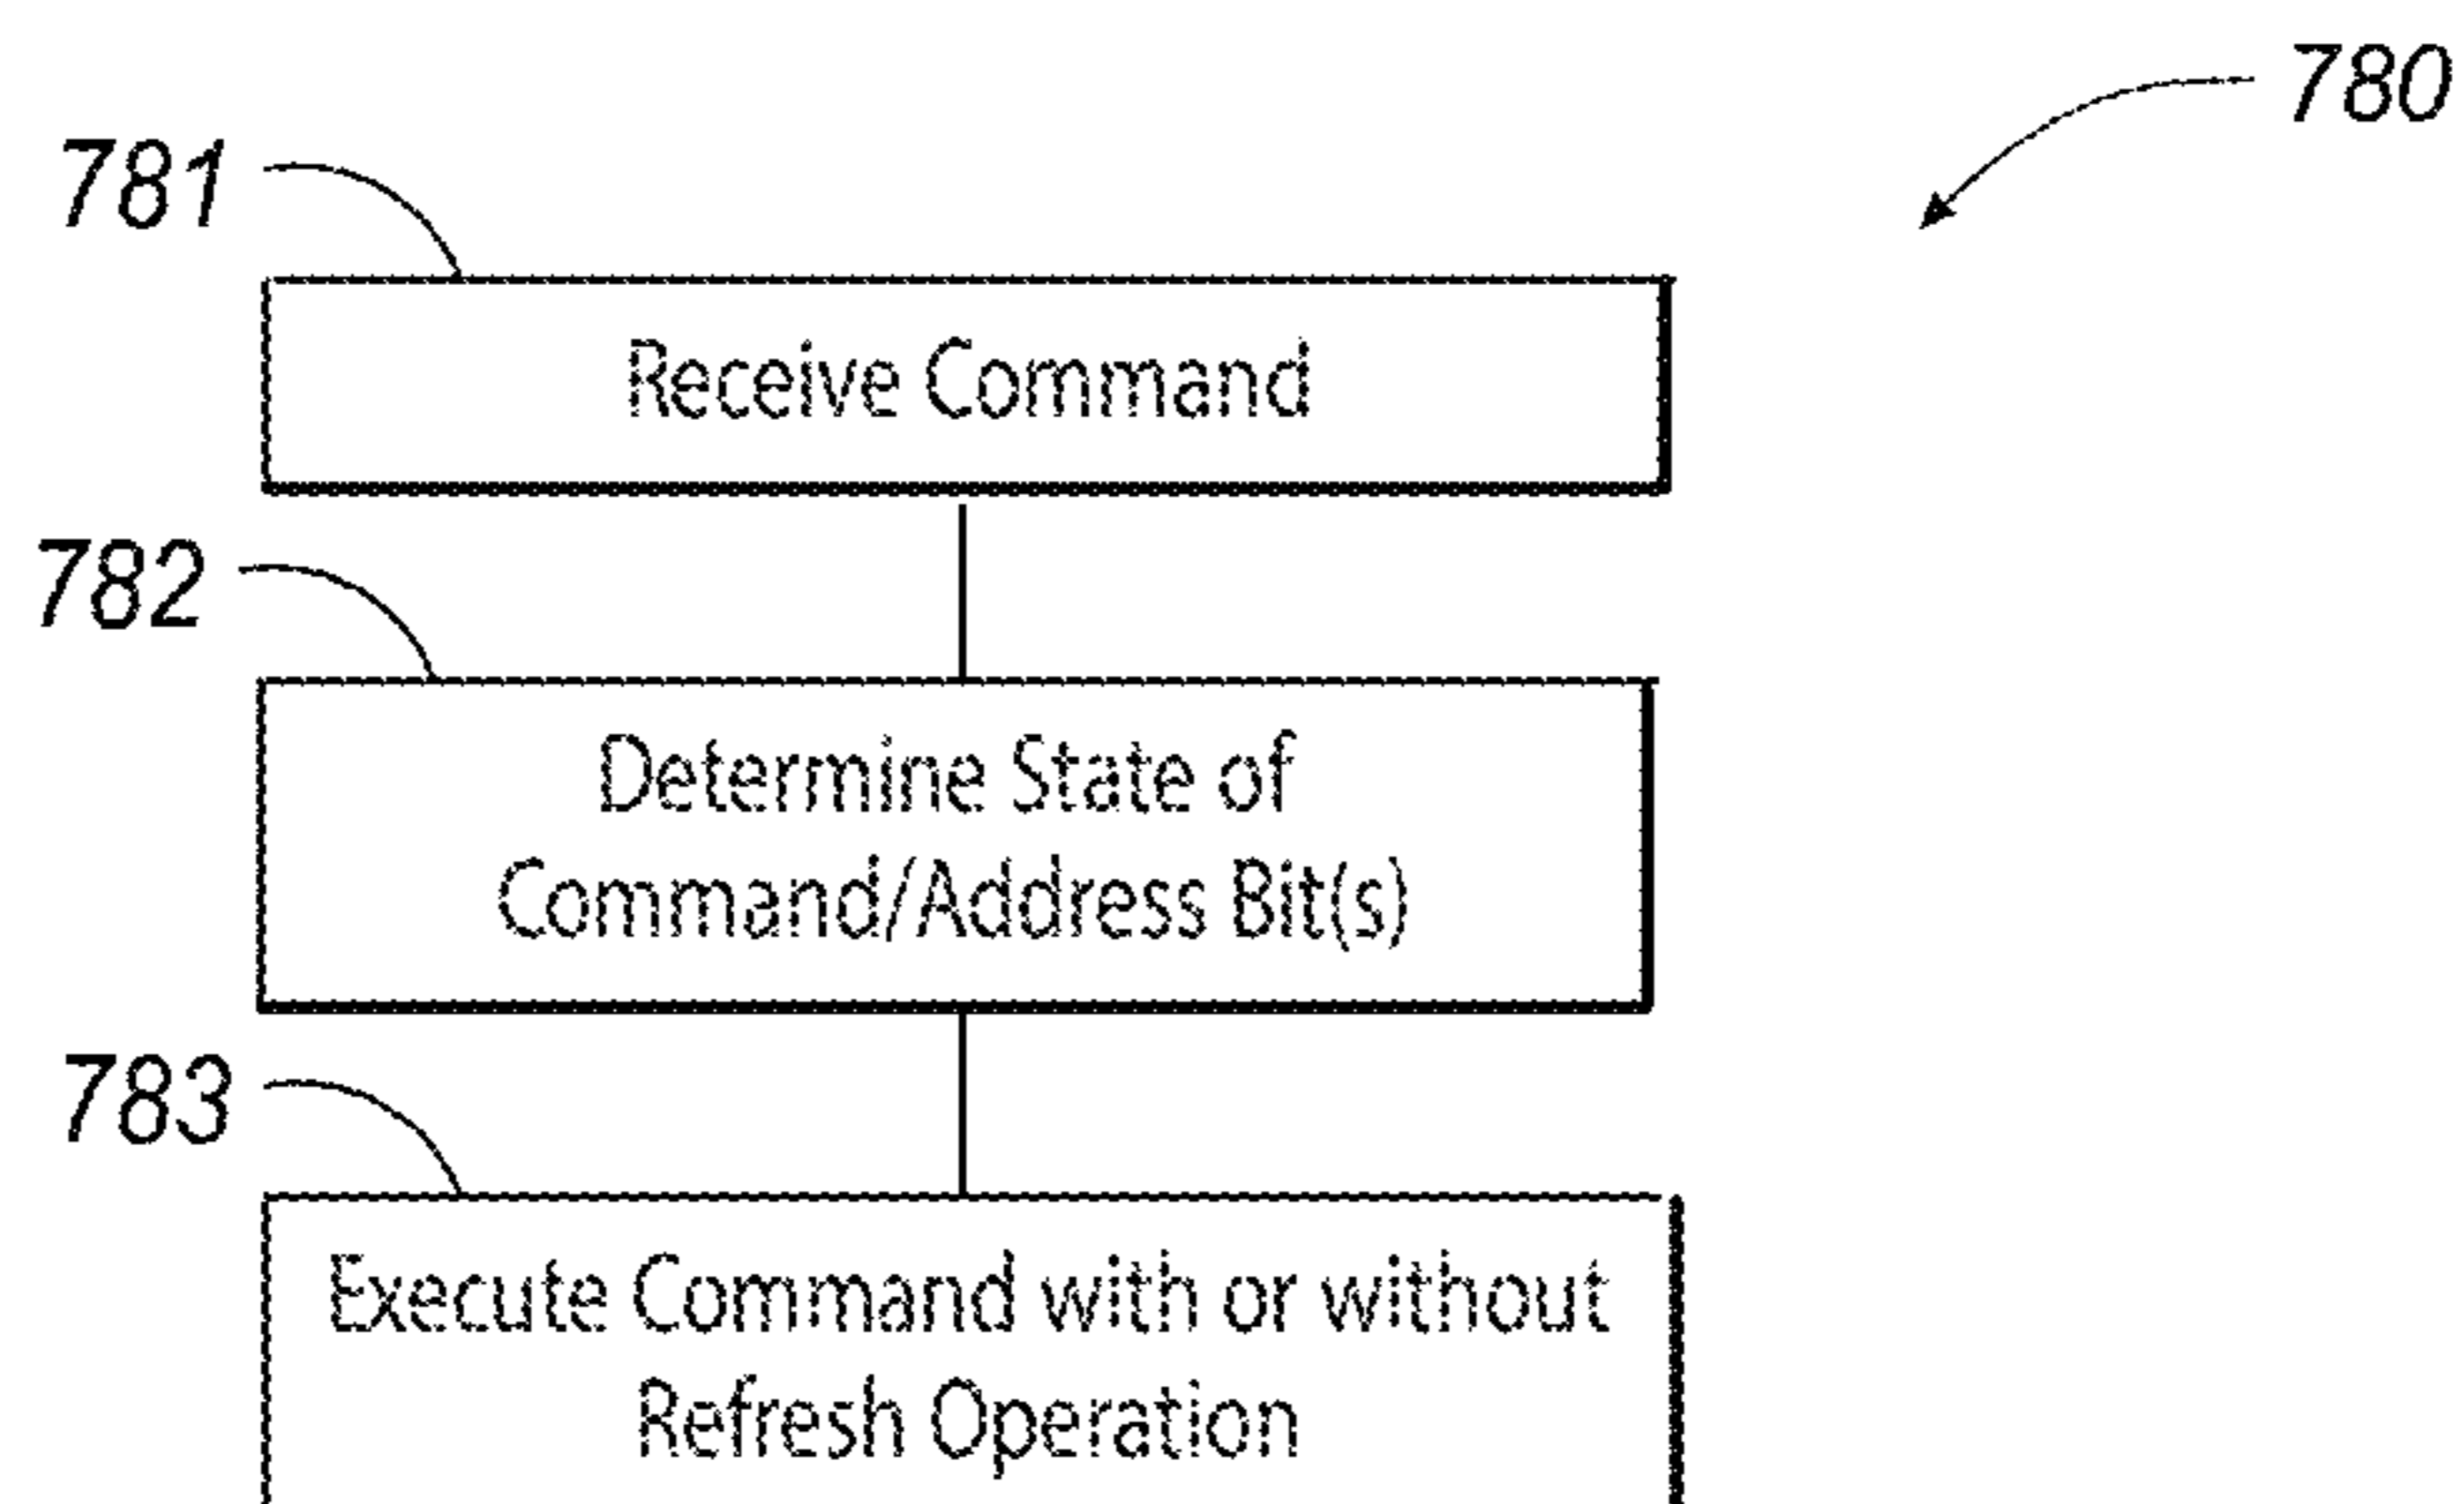 780
781
Receive Command
782
Determine State of
Command/Address Bit(s)
783
Execute Command with or without
Refresh Operation